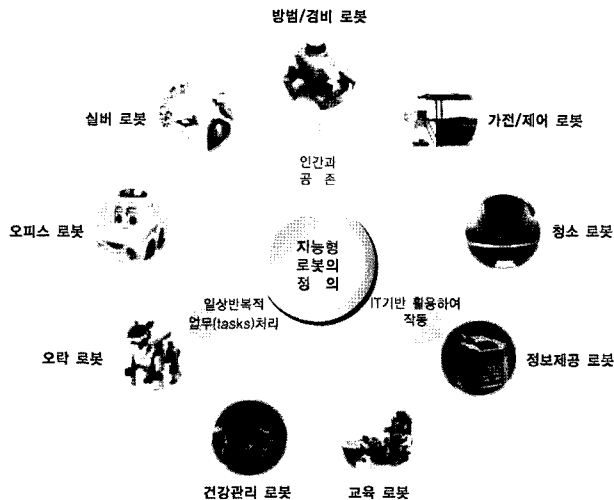 방범/경비 로봇
실버 로봇
가전/제어 로봇
인간과
공 존
오피스 로봇
지능형
로봇의
정 의
청소 로봇
일상반복적
업무(tasks)처리
IT기반 활용하여
작동
오락 로봇
정보제공 로봇
건강관리 로봇
교육 로봇